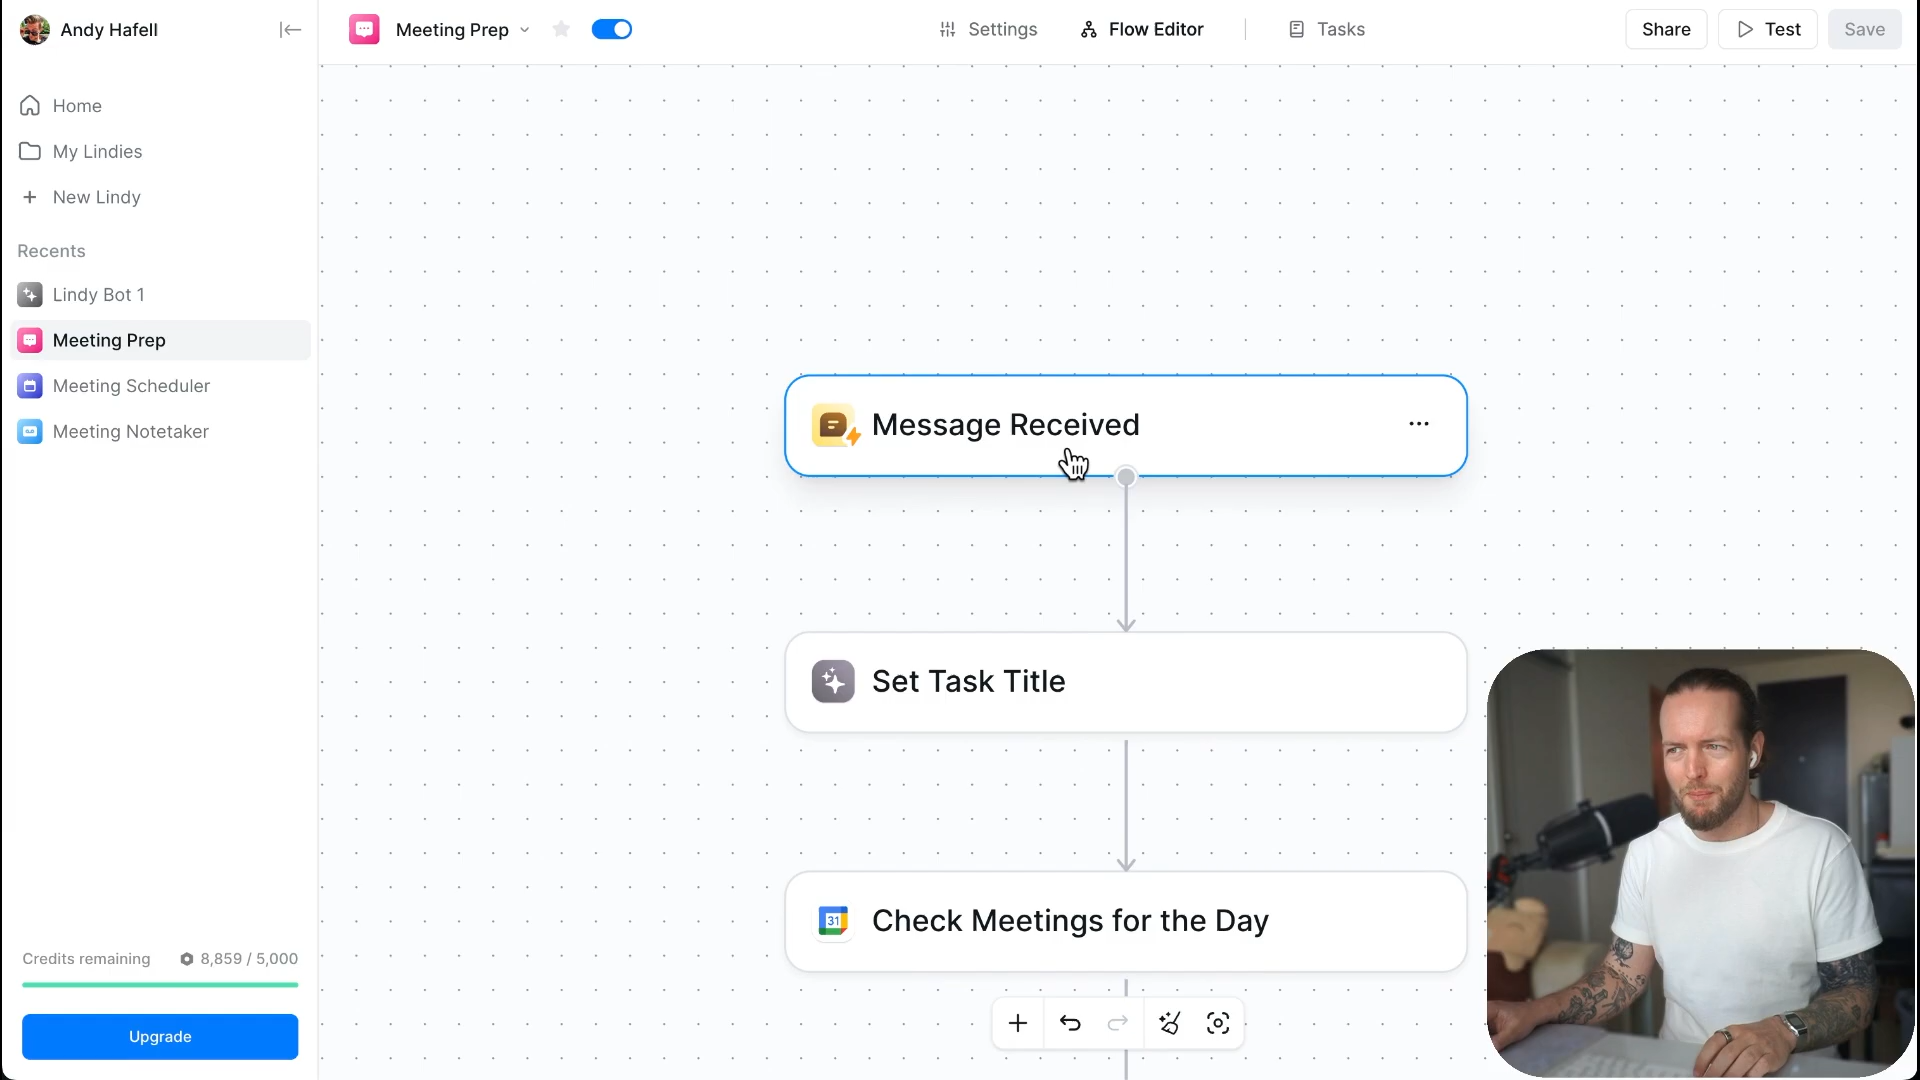 Andy Hafell
Meeting Prep
Settings
Flow Editor
Tasks
Share
Test
Save
Home
My Lindies
New Lindy
Recents
Lindy Bot 1
Meeting Prep
Meeting Scheduler
Meeting Notetaker
Message Received
Set Task Title
31
Check Meetings for the Day
Credits remaining 8,859 / 5,000
Upgrade